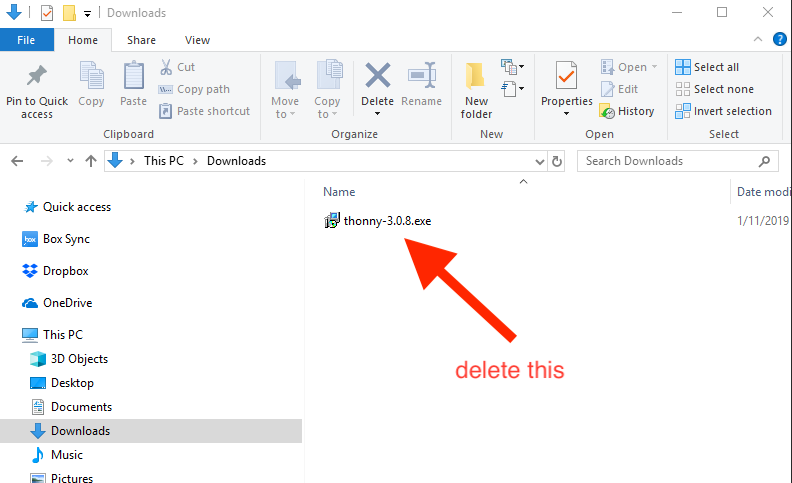 Downloads
File Home Share View
Pin to Quick access
Copy
Paste
Cut
Copy path
Paste shortcut
Clipboard
Move to
Copy to
Delete
Rename
Organize
New folder
New
Properties
Open
Edit
History
Open
Select all
Select none
Invert selection
Select
This PC > Downloads
Search Downloads
Name
Date modi
thonny-3.0.8.exe
1/11/2019
delete this
Quick access
box Box Sync
Dropbox
OneDrive
This PC
3D Objects
Desktop
Documents
Downloads
Music
Pictures